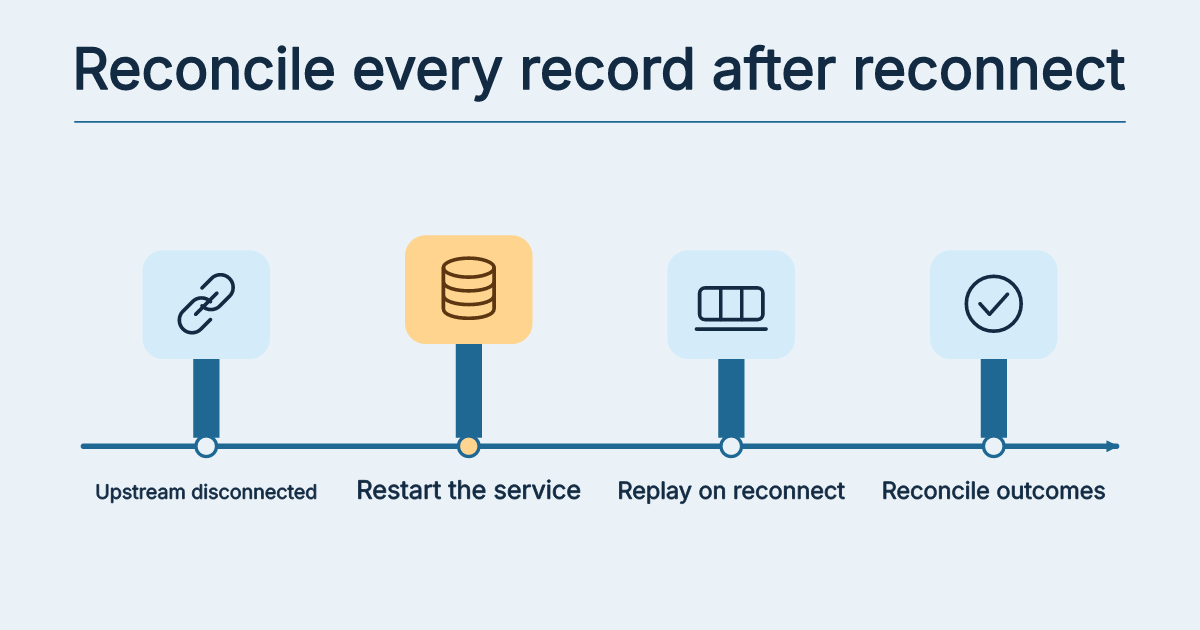 Reconcile every record after reconnect
Upstream disconnected
Restart the service
Replay on reconnect
Reconcile outcomes